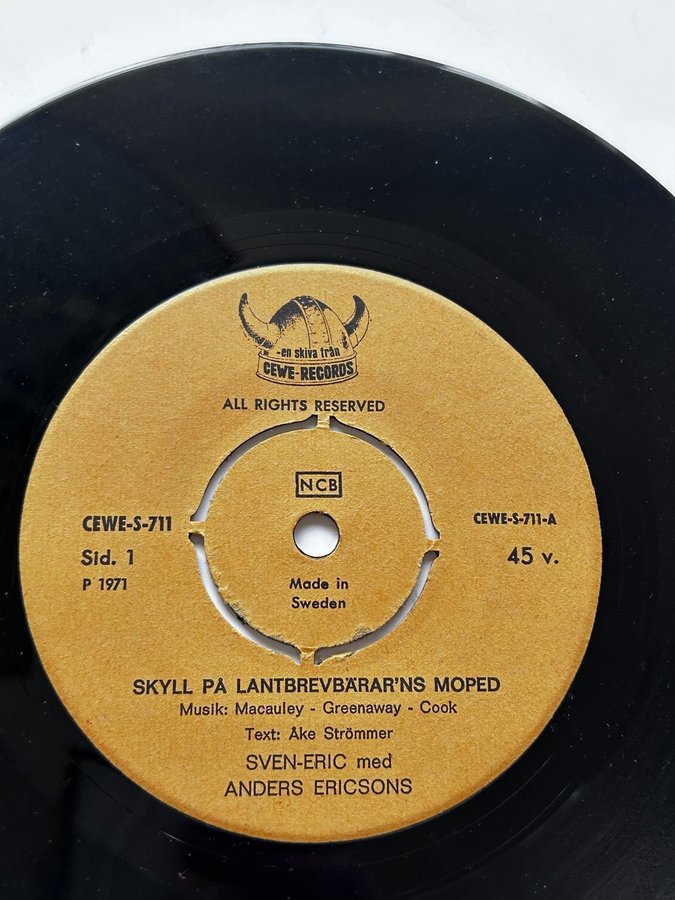 -en skiva från
CEWE-RECORDS
ALL RIGHTS RESERVED
NCB
CEWE-S-711
CEWE-S-711-A
Sid. 1
45 v.
P 1971
Made in
Sweden
SKYLL PÅ LANTBREVBÄRAR'NS MOPED
Musik: Macauley - Greenaway - Cook
Text: Åke Strömmer
SVEN-ERIC med
ANDERS ERICSONS